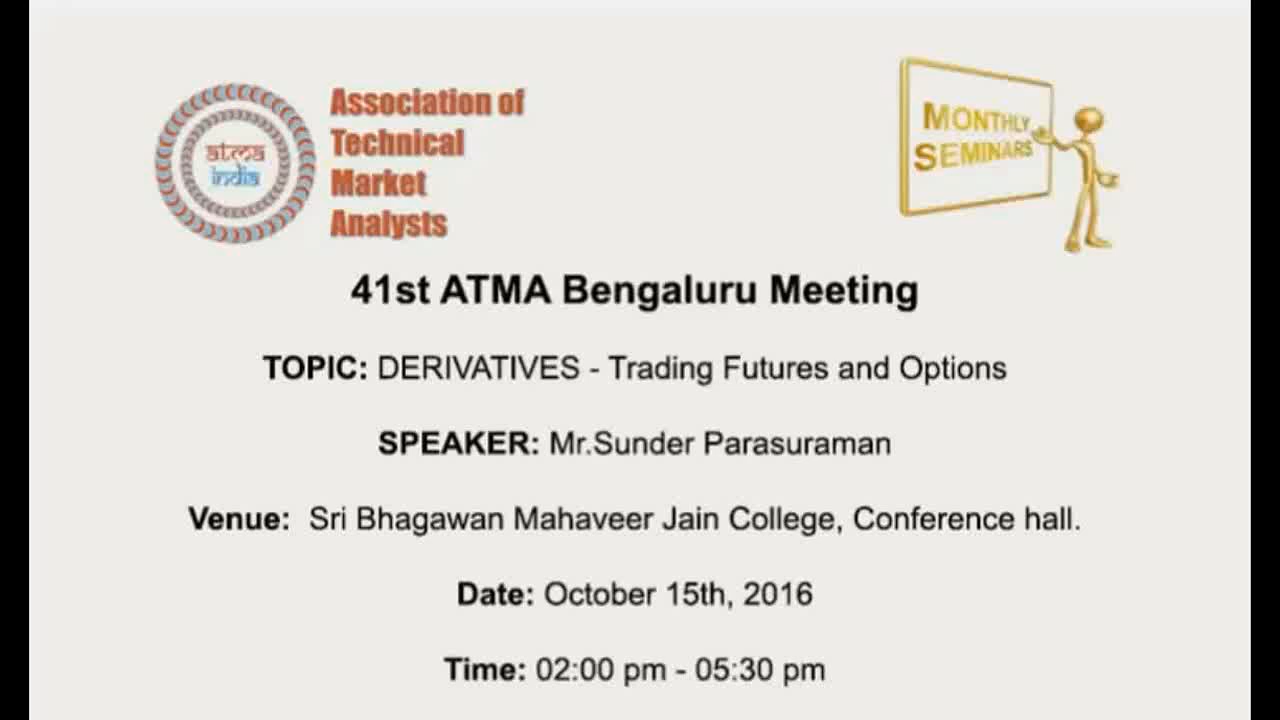 atma
india
Association of
Technical
Market
Analysts
MONTHLY
SEMINARS
41st ATMA Bengaluru Meeting
TOPIC: DERIVATIVES - Trading Futures and Options
SPEAKER: Mr.Sunder Parasuraman
Venue: Sri Bhagawan Mahaveer Jain College, Conference hall.
Date: October 15th, 2016
Time: 02:00 pm - 05:30 pm